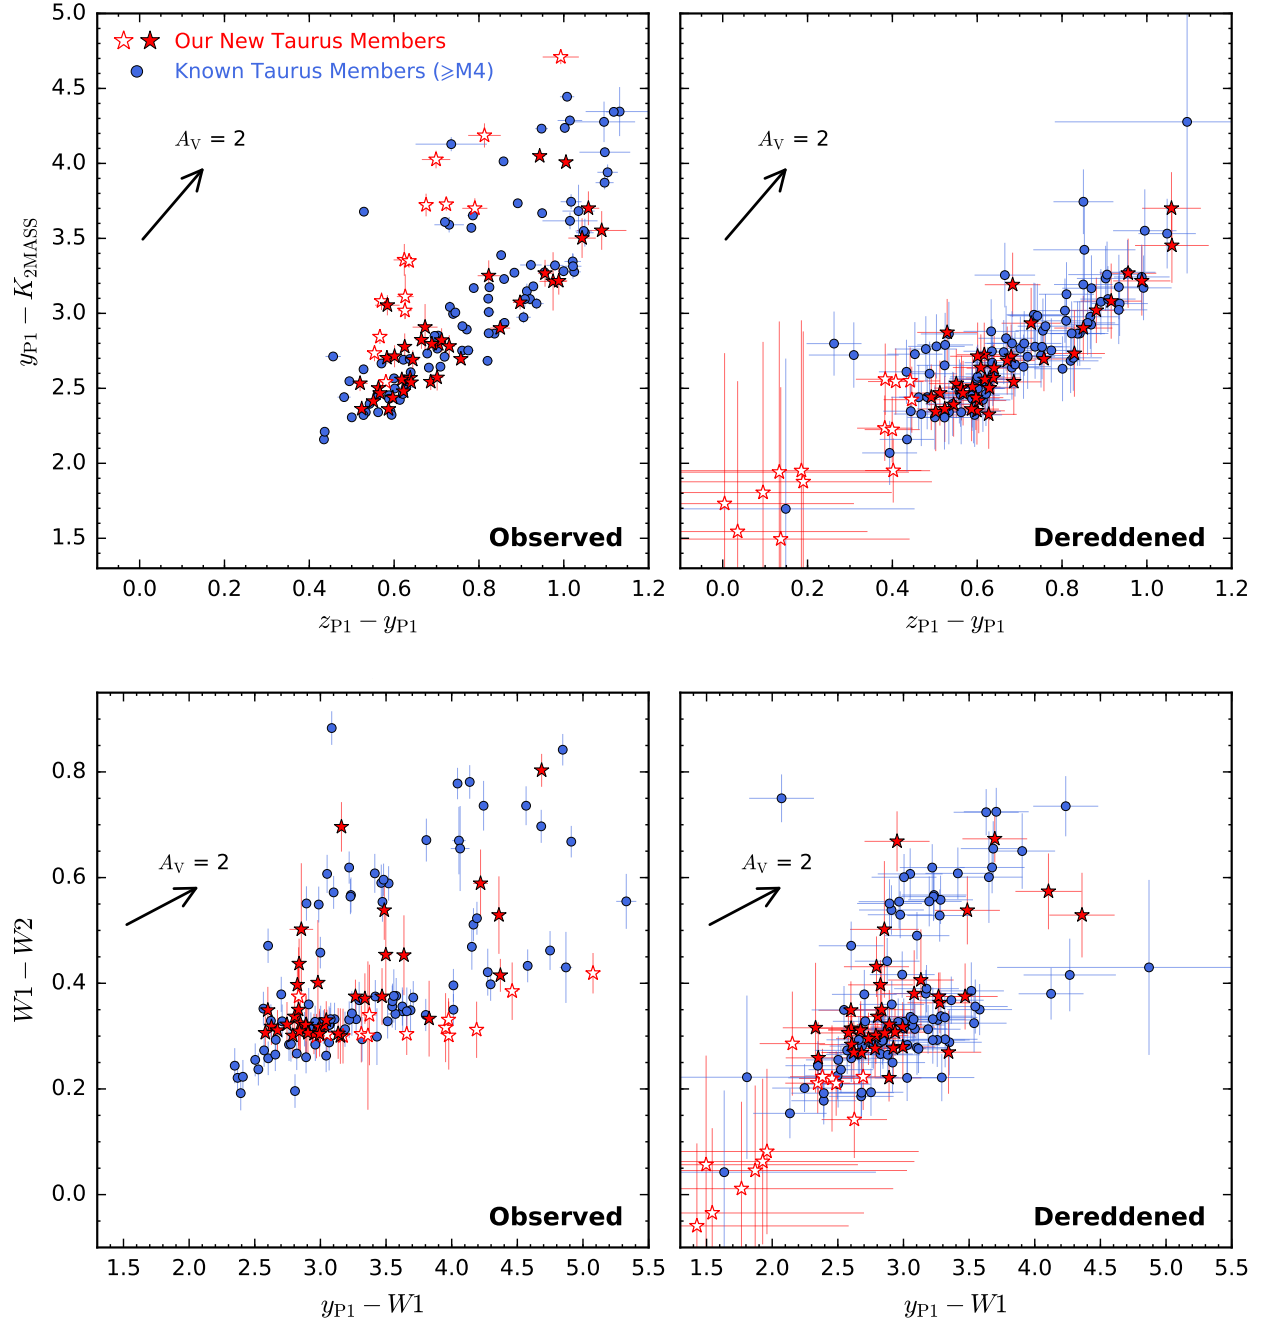 5.0
4.5
4.0
3.5
3.0
2.5
2.0
1.5
y_P1 − K_2MASS
Our New Taurus Members
Known Taurus Members (⩾M4)
A_V = 2
Observed
0.0 0.2 0.4 0.6 0.8 1.0 1.2
z_P1 − y_P1
A_V = 2
Dereddened
0.0 0.2 0.4 0.6 0.8 1.0 1.2
z_P1 − y_P1
0.8
0.6
0.4
0.2
0.0
W1 − W2
A_V = 2
Observed
1.5 2.0 2.5 3.0 3.5 4.0 4.5 5.0 5.5
y_P1 − W1
A_V = 2
Dereddened
1.5 2.0 2.5 3.0 3.5 4.0 4.5 5.0 5.5
y_P1 − W1